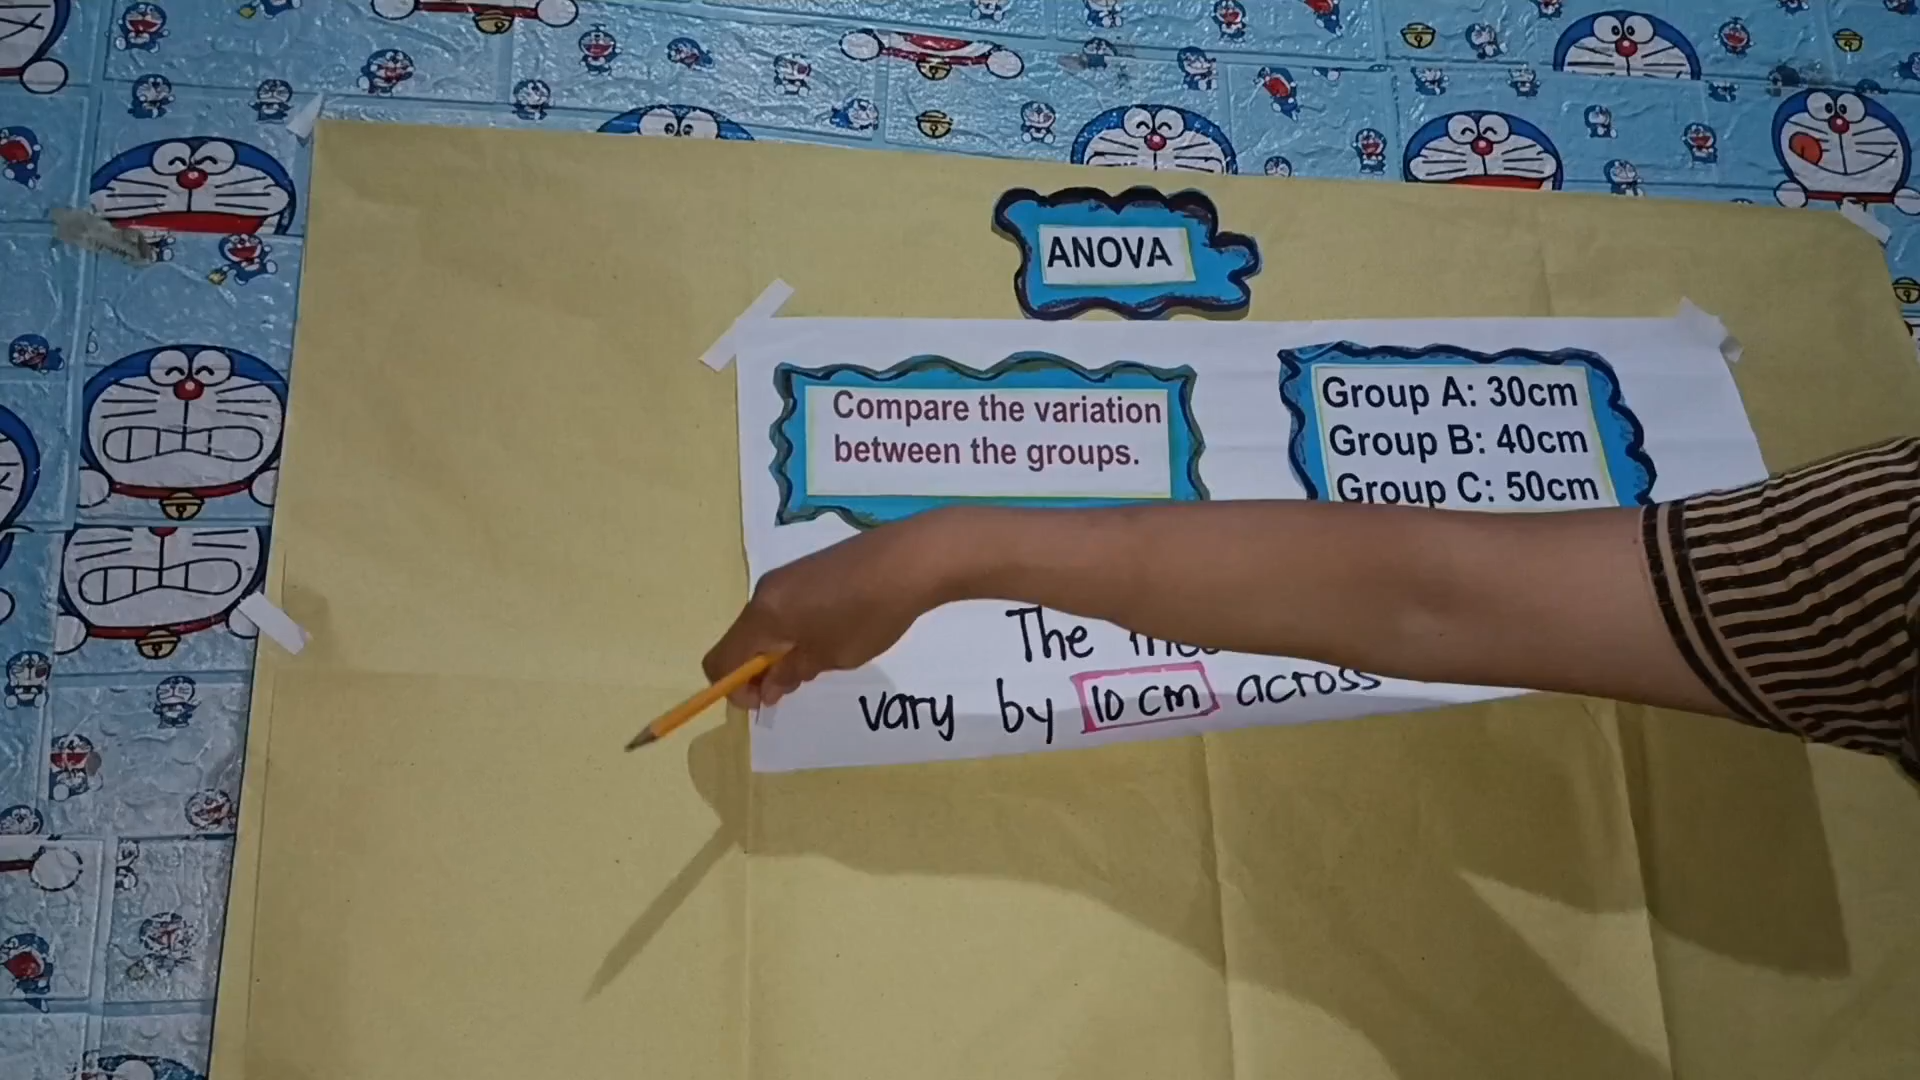 ANOVA
Compare the variation
between the groups.
Group A: 30cm
Group B: 40cm
Group C: 50cm
The
vary by 10 cm across